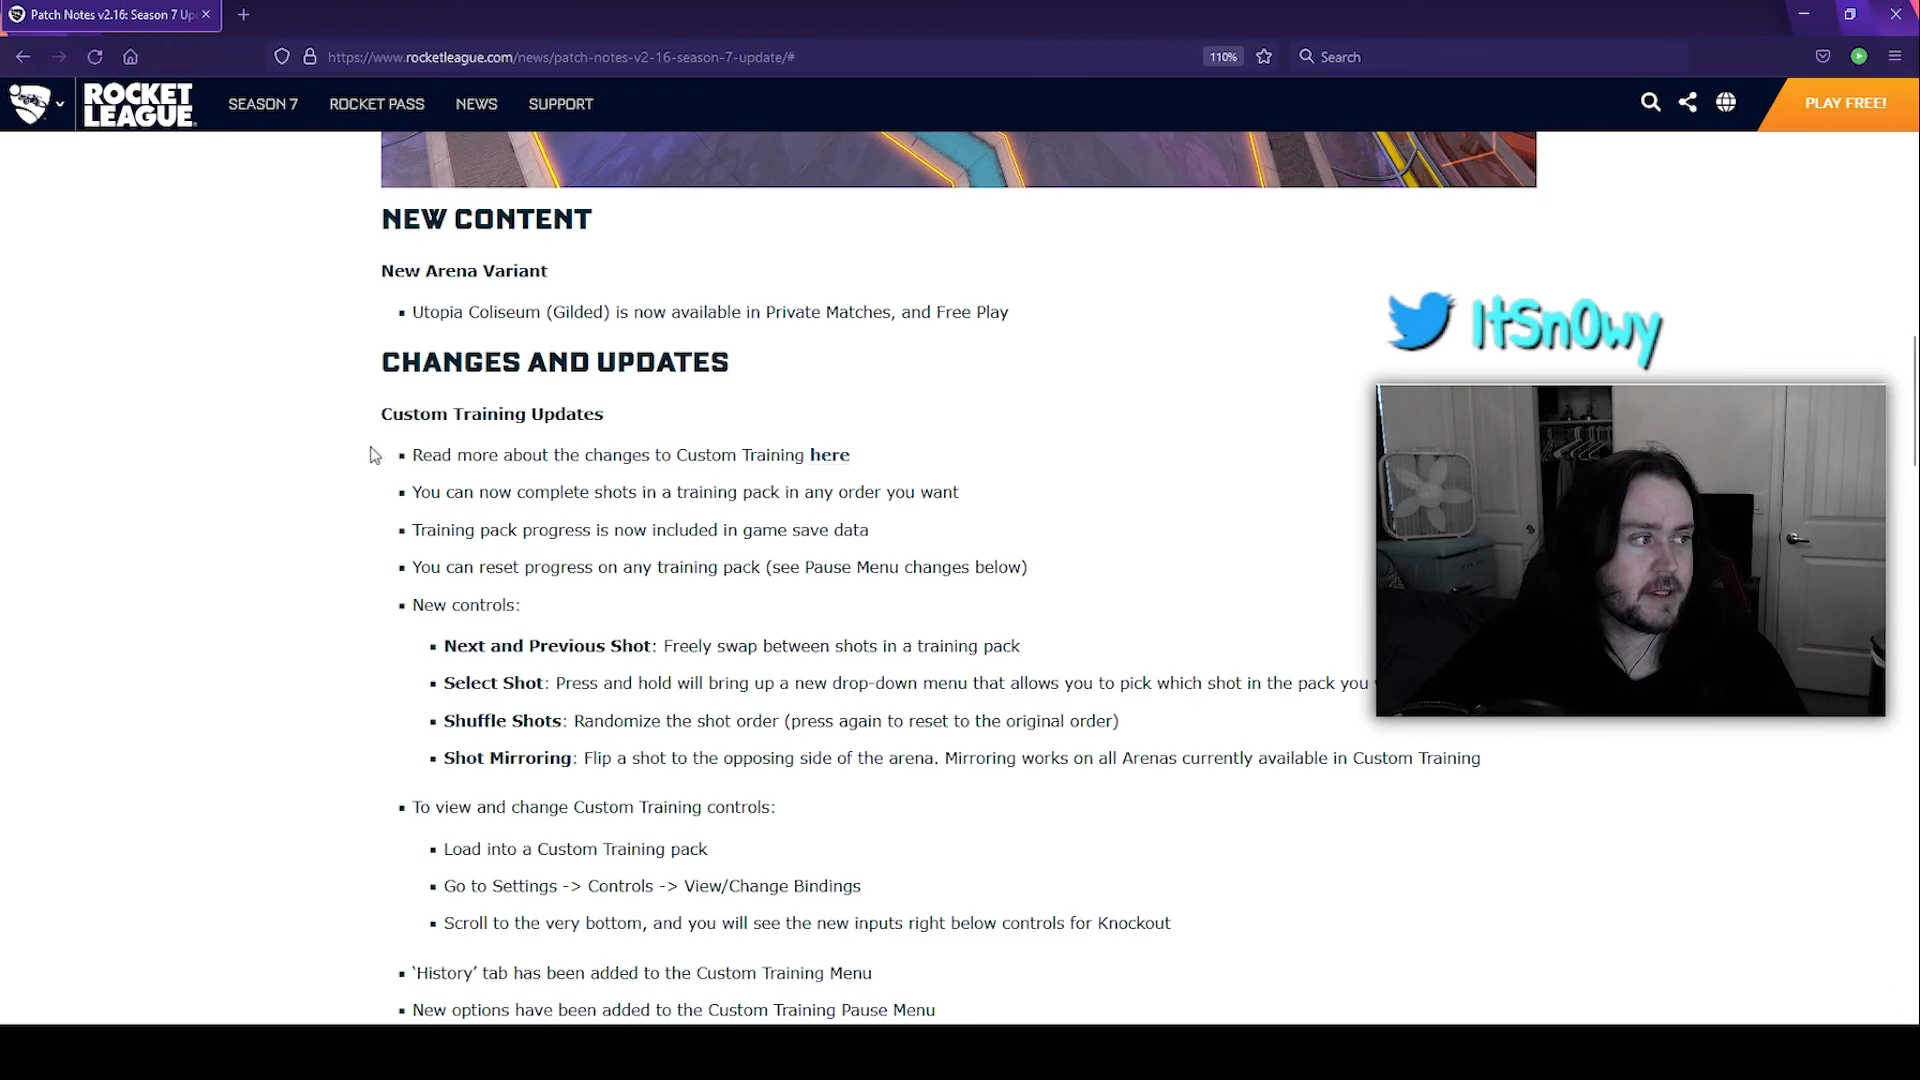 Patch Notes v2.16: Season 7 Up
https://www.rocketleague.com/news/patch-notes-v2-16-season-7-update/#
110%
Search
ROCKET LEAGUE
SEASON 7
ROCKET PASS
NEWS
SUPPORT
PLAY FREE!
NEW CONTENT
New Arena Variant
Utopia Coliseum (Gilded) is now available in Private Matches, and Free Play
ItSn0wy
CHANGES AND UPDATES
Custom Training Updates
Read more about the changes to Custom Training here
You can now complete shots in a training pack in any order you want
Training pack progress is now included in game save data
You can reset progress on any training pack (see Pause Menu changes below)
New controls:
Next and Previous Shot: Freely swap between shots in a training pack
Select Shot: Press and hold will bring up a new drop-down menu that allows you to pick which shot in the pack you
Shuffle Shots: Randomize the shot order (press again to reset to the original order)
Shot Mirroring: Flip a shot to the opposing side of the arena. Mirroring works on all Arenas currently available in Custom Training
To view and change Custom Training controls:
Load into a Custom Training pack
Go to Settings -> Controls -> View/Change Bindings
Scroll to the very bottom, and you will see the new inputs right below controls for Knockout
‘History’ tab has been added to the Custom Training Menu
New options have been added to the Custom Training Pause Menu